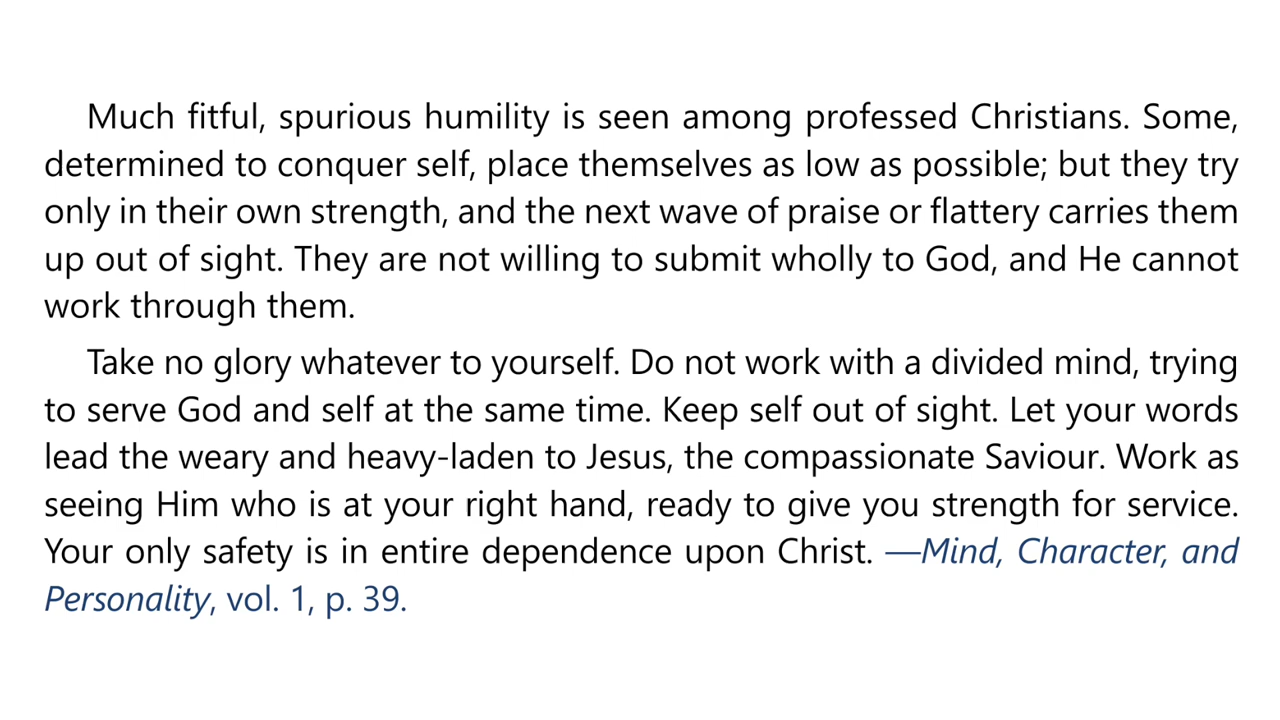 Much fitful, spurious humility is seen among professed Christians. Some,
determined to conquer self, place themselves as low as possible; but they try
only in their own strength, and the next wave of praise or flattery carries them
up out of sight. They are not willing to submit wholly to God, and He cannot
work through them.
Take no glory whatever to yourself. Do not work with a divided mind, trying
to serve God and self at the same time. Keep self out of sight. Let your words
lead the weary and heavy-laden to Jesus, the compassionate Saviour. Work as
seeing Him who is at your right hand, ready to give you strength for service.
Your only safety is in entire dependence upon Christ. —Mind, Character, and
Personality, vol. 1, p. 39.